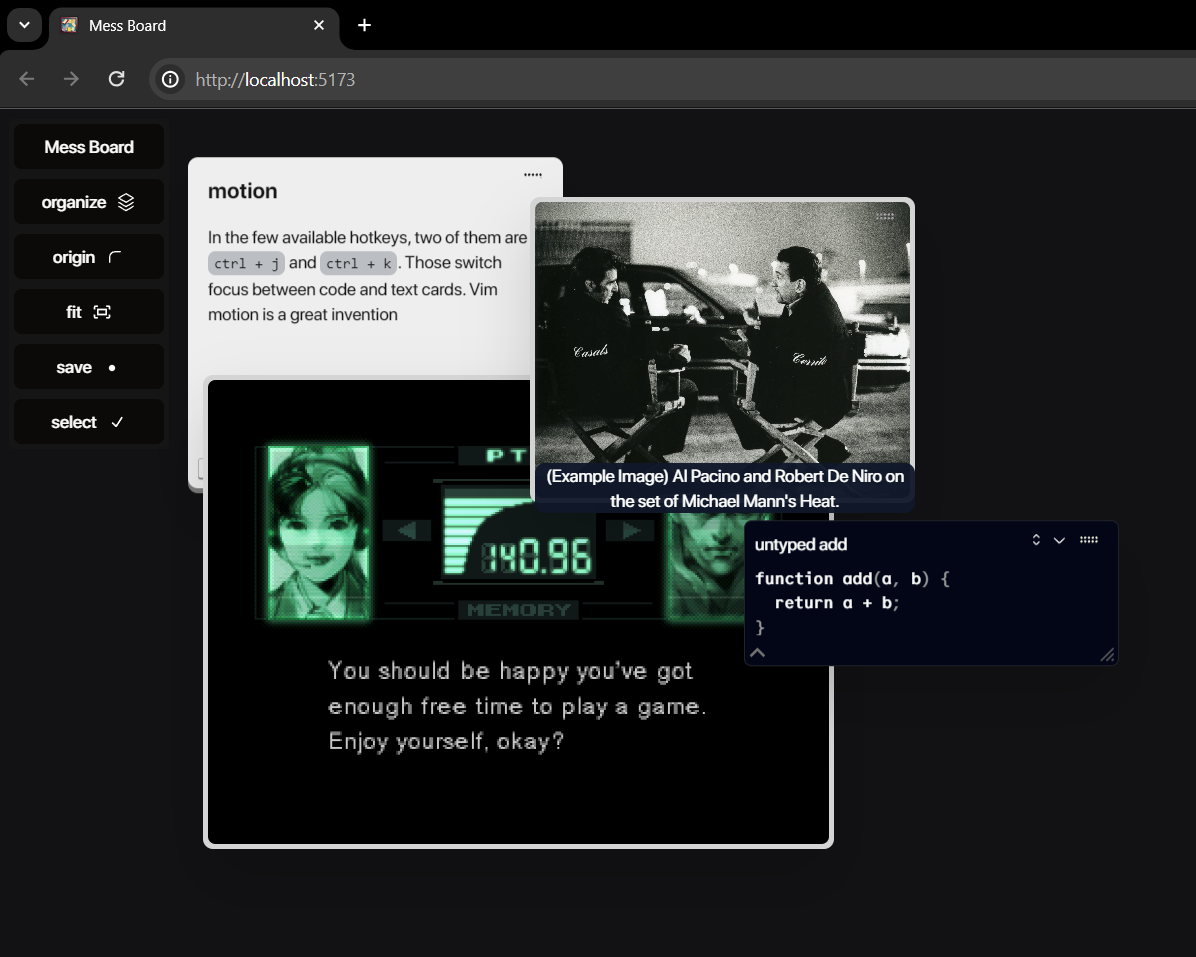 Mess Board
http://localhost:5173
Mess Board
organize
origin
fit
save
select
motion
In the few available hotkeys, two of them are
ctrl + j and ctrl + k. Those switch
focus between code and text cards. Vim
motion is a great invention
Casals
Cerrito
(Example Image) Al Pacino and Robert De Niro on
the set of Michael Mann's Heat.
PT
140.96
MEMORY
You should be happy you've got
enough free time to play a game.
Enjoy yourself, okay?
untyped add
function add(a, b) {
  return a + b;
}